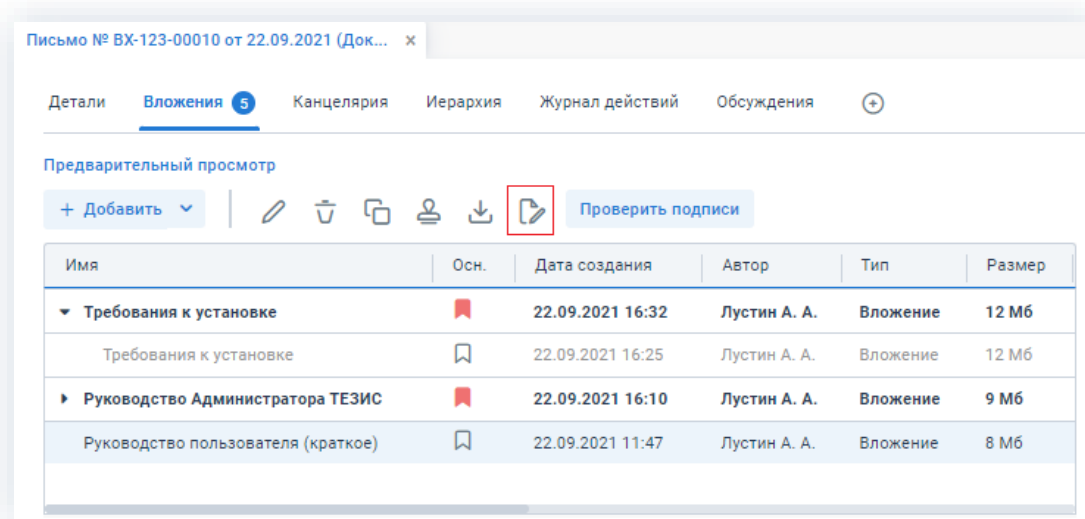 Письмо № ВХ-123-00010 от 22.09.2021 (Док... ×
Детали Вложения 5 Канцелярия Иерархия Журнал действий Обсуждения
Предварительный просмотр
+ Добавить Проверить подписи
Имя Осн. Дата создания Автор Тип Размер
Требования к установке 22.09.2021 16:32 Лустин А. А. Вложение 12 Мб
Требования к установке 22.09.2021 16:25 Лустин А. А. Вложение 12 Мб
Руководство Администратора ТЕЗИС 22.09.2021 16:10 Лустин А. А. Вложение 9 Мб
Руководство пользователя (краткое) 22.09.2021 11:47 Лустин А. А. Вложение 8 Мб